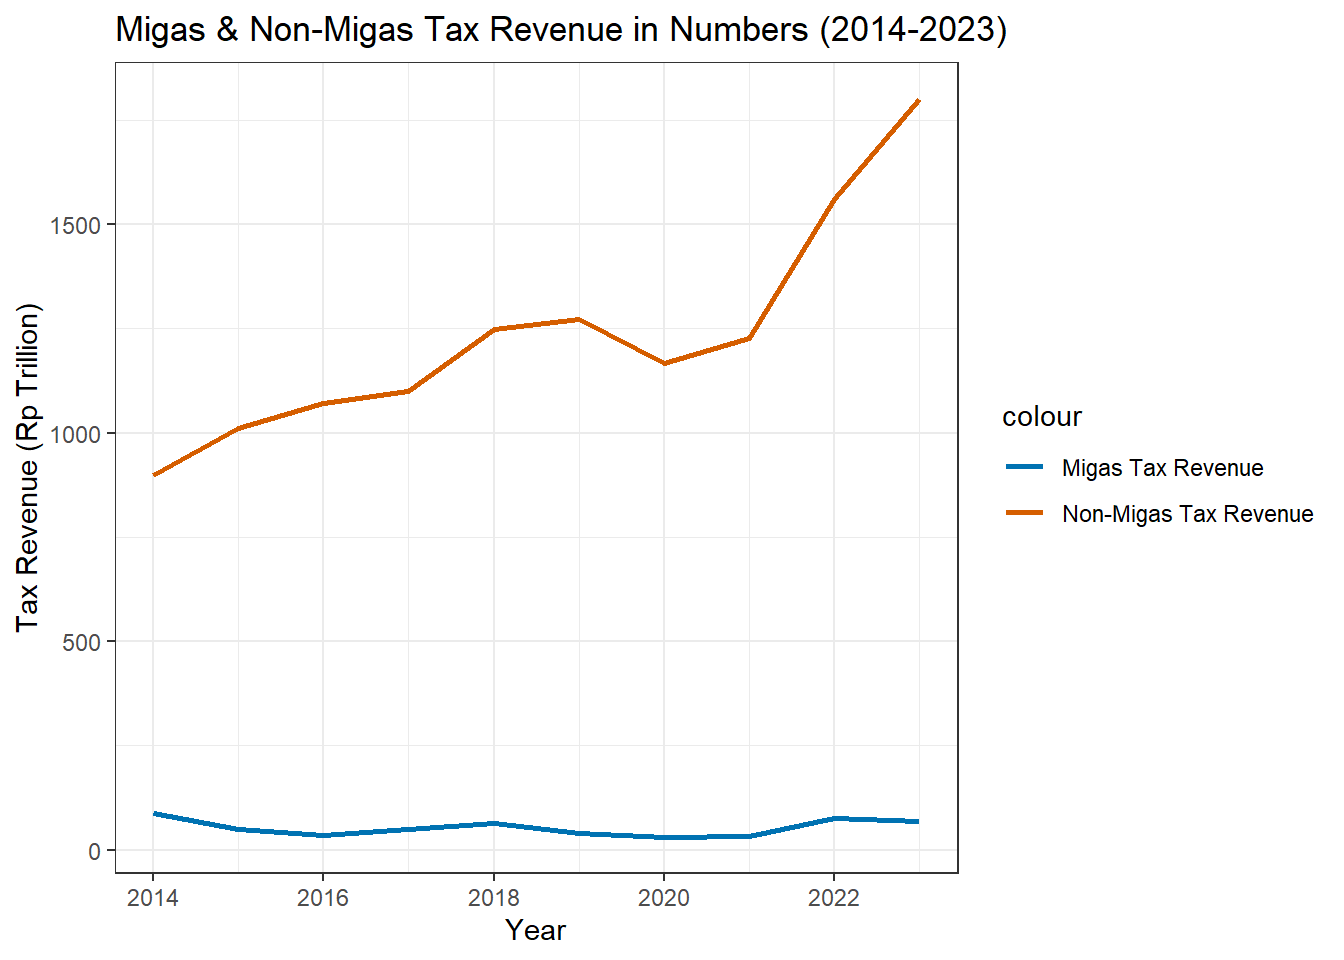 Migas & Non-Migas Tax Revenue in Numbers (2014-2023)
Tax Revenue (Rp Trillion)
1500
1000
500
0
2014
2016
2018
2020
2022
Year
colour
Migas Tax Revenue
Non-Migas Tax Revenue